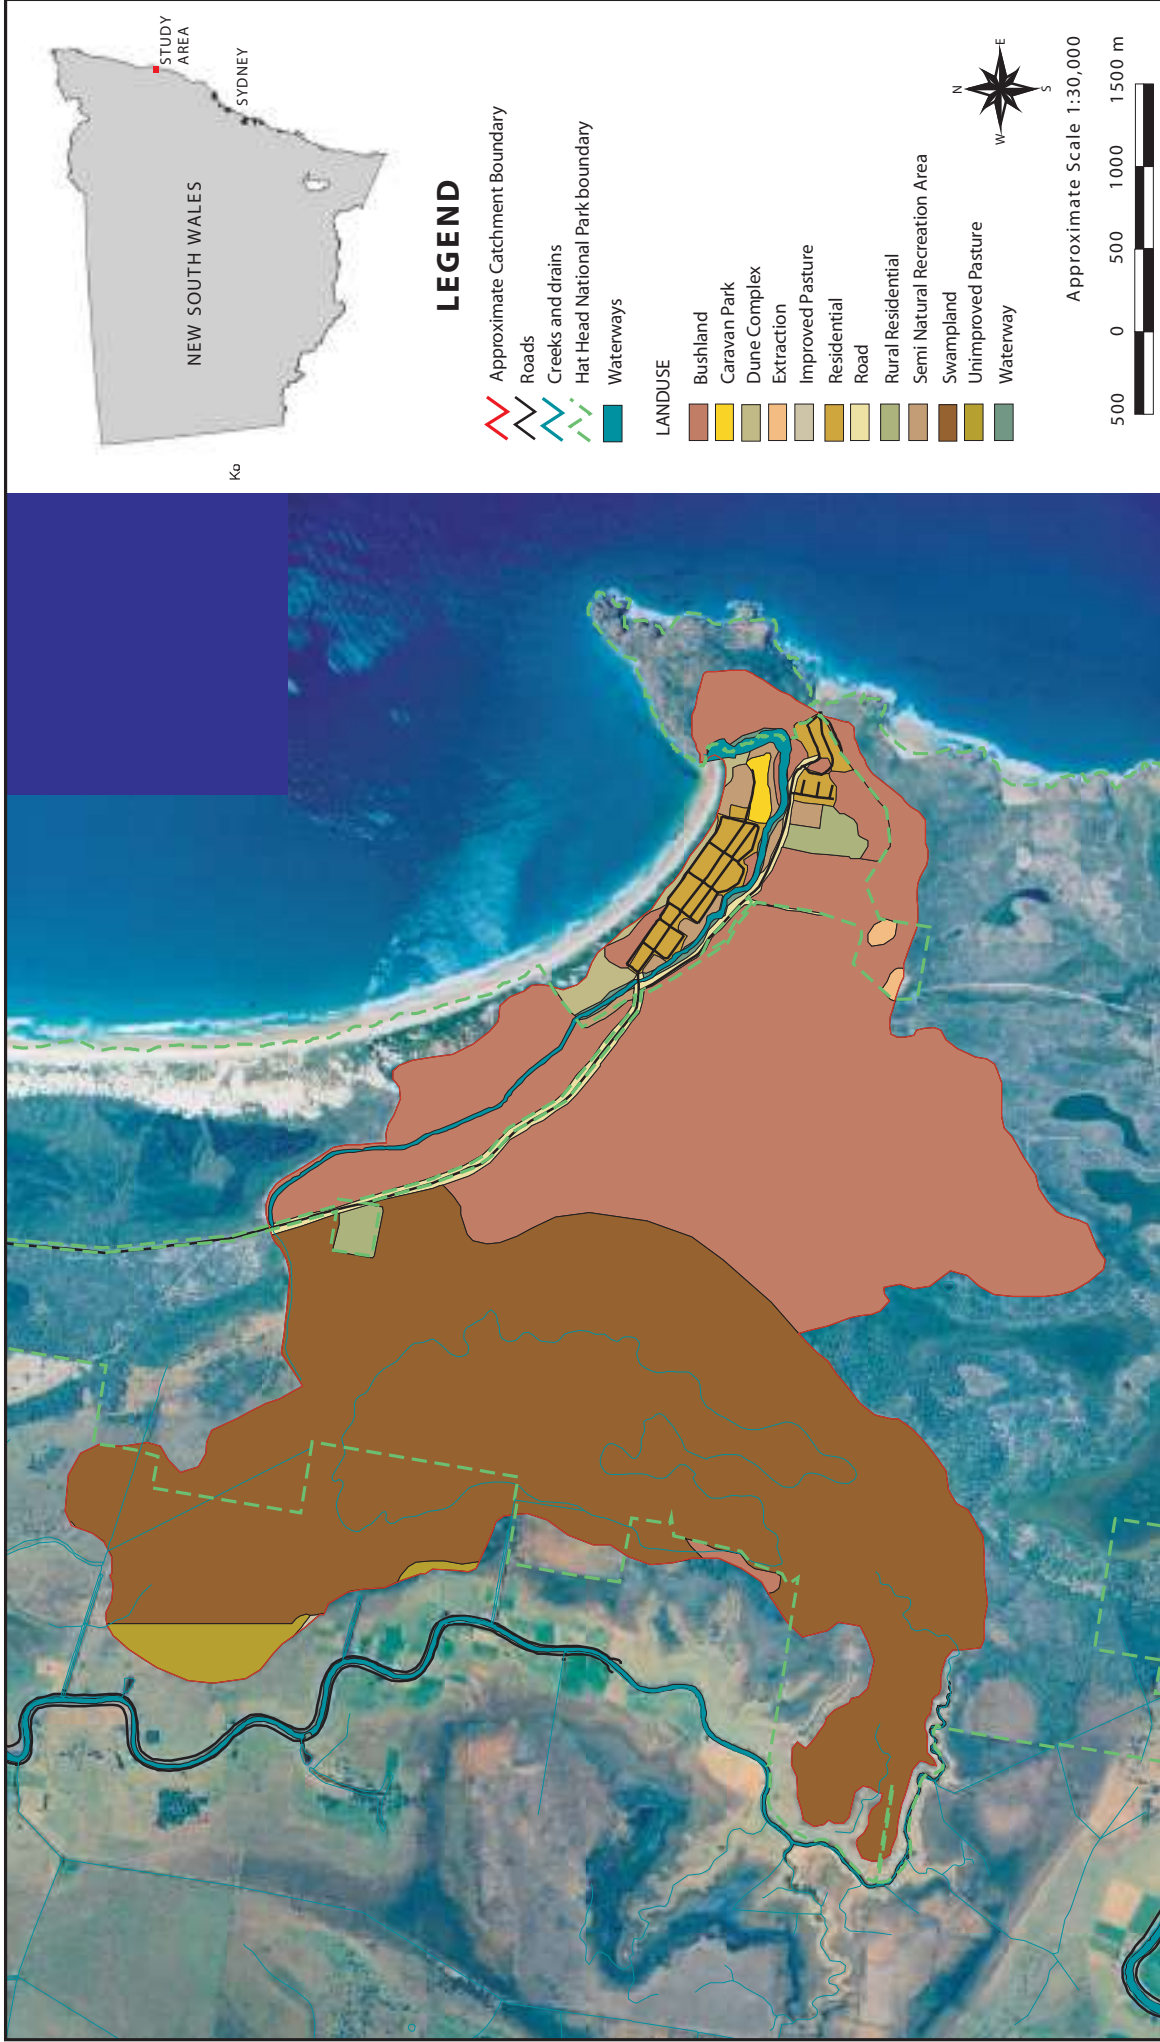 STUDY
AREA
SYDNEY
NEW SOUTH WALES
LEGEND
Approximate Catchment Boundary
Roads
Creeks and drains
Hat Head National Park boundary
Waterways
LANDUSE
Bushland
Caravan Park
Dune Complex
Extraction
Improved Pasture
Residential
Road
Rural Residential
Semi Natural Recreation Area
Swampland
Unimproved Pasture
Waterway
N
W
E
S
Approximate Scale 1:30,000
500 0 500 1000 1500 m